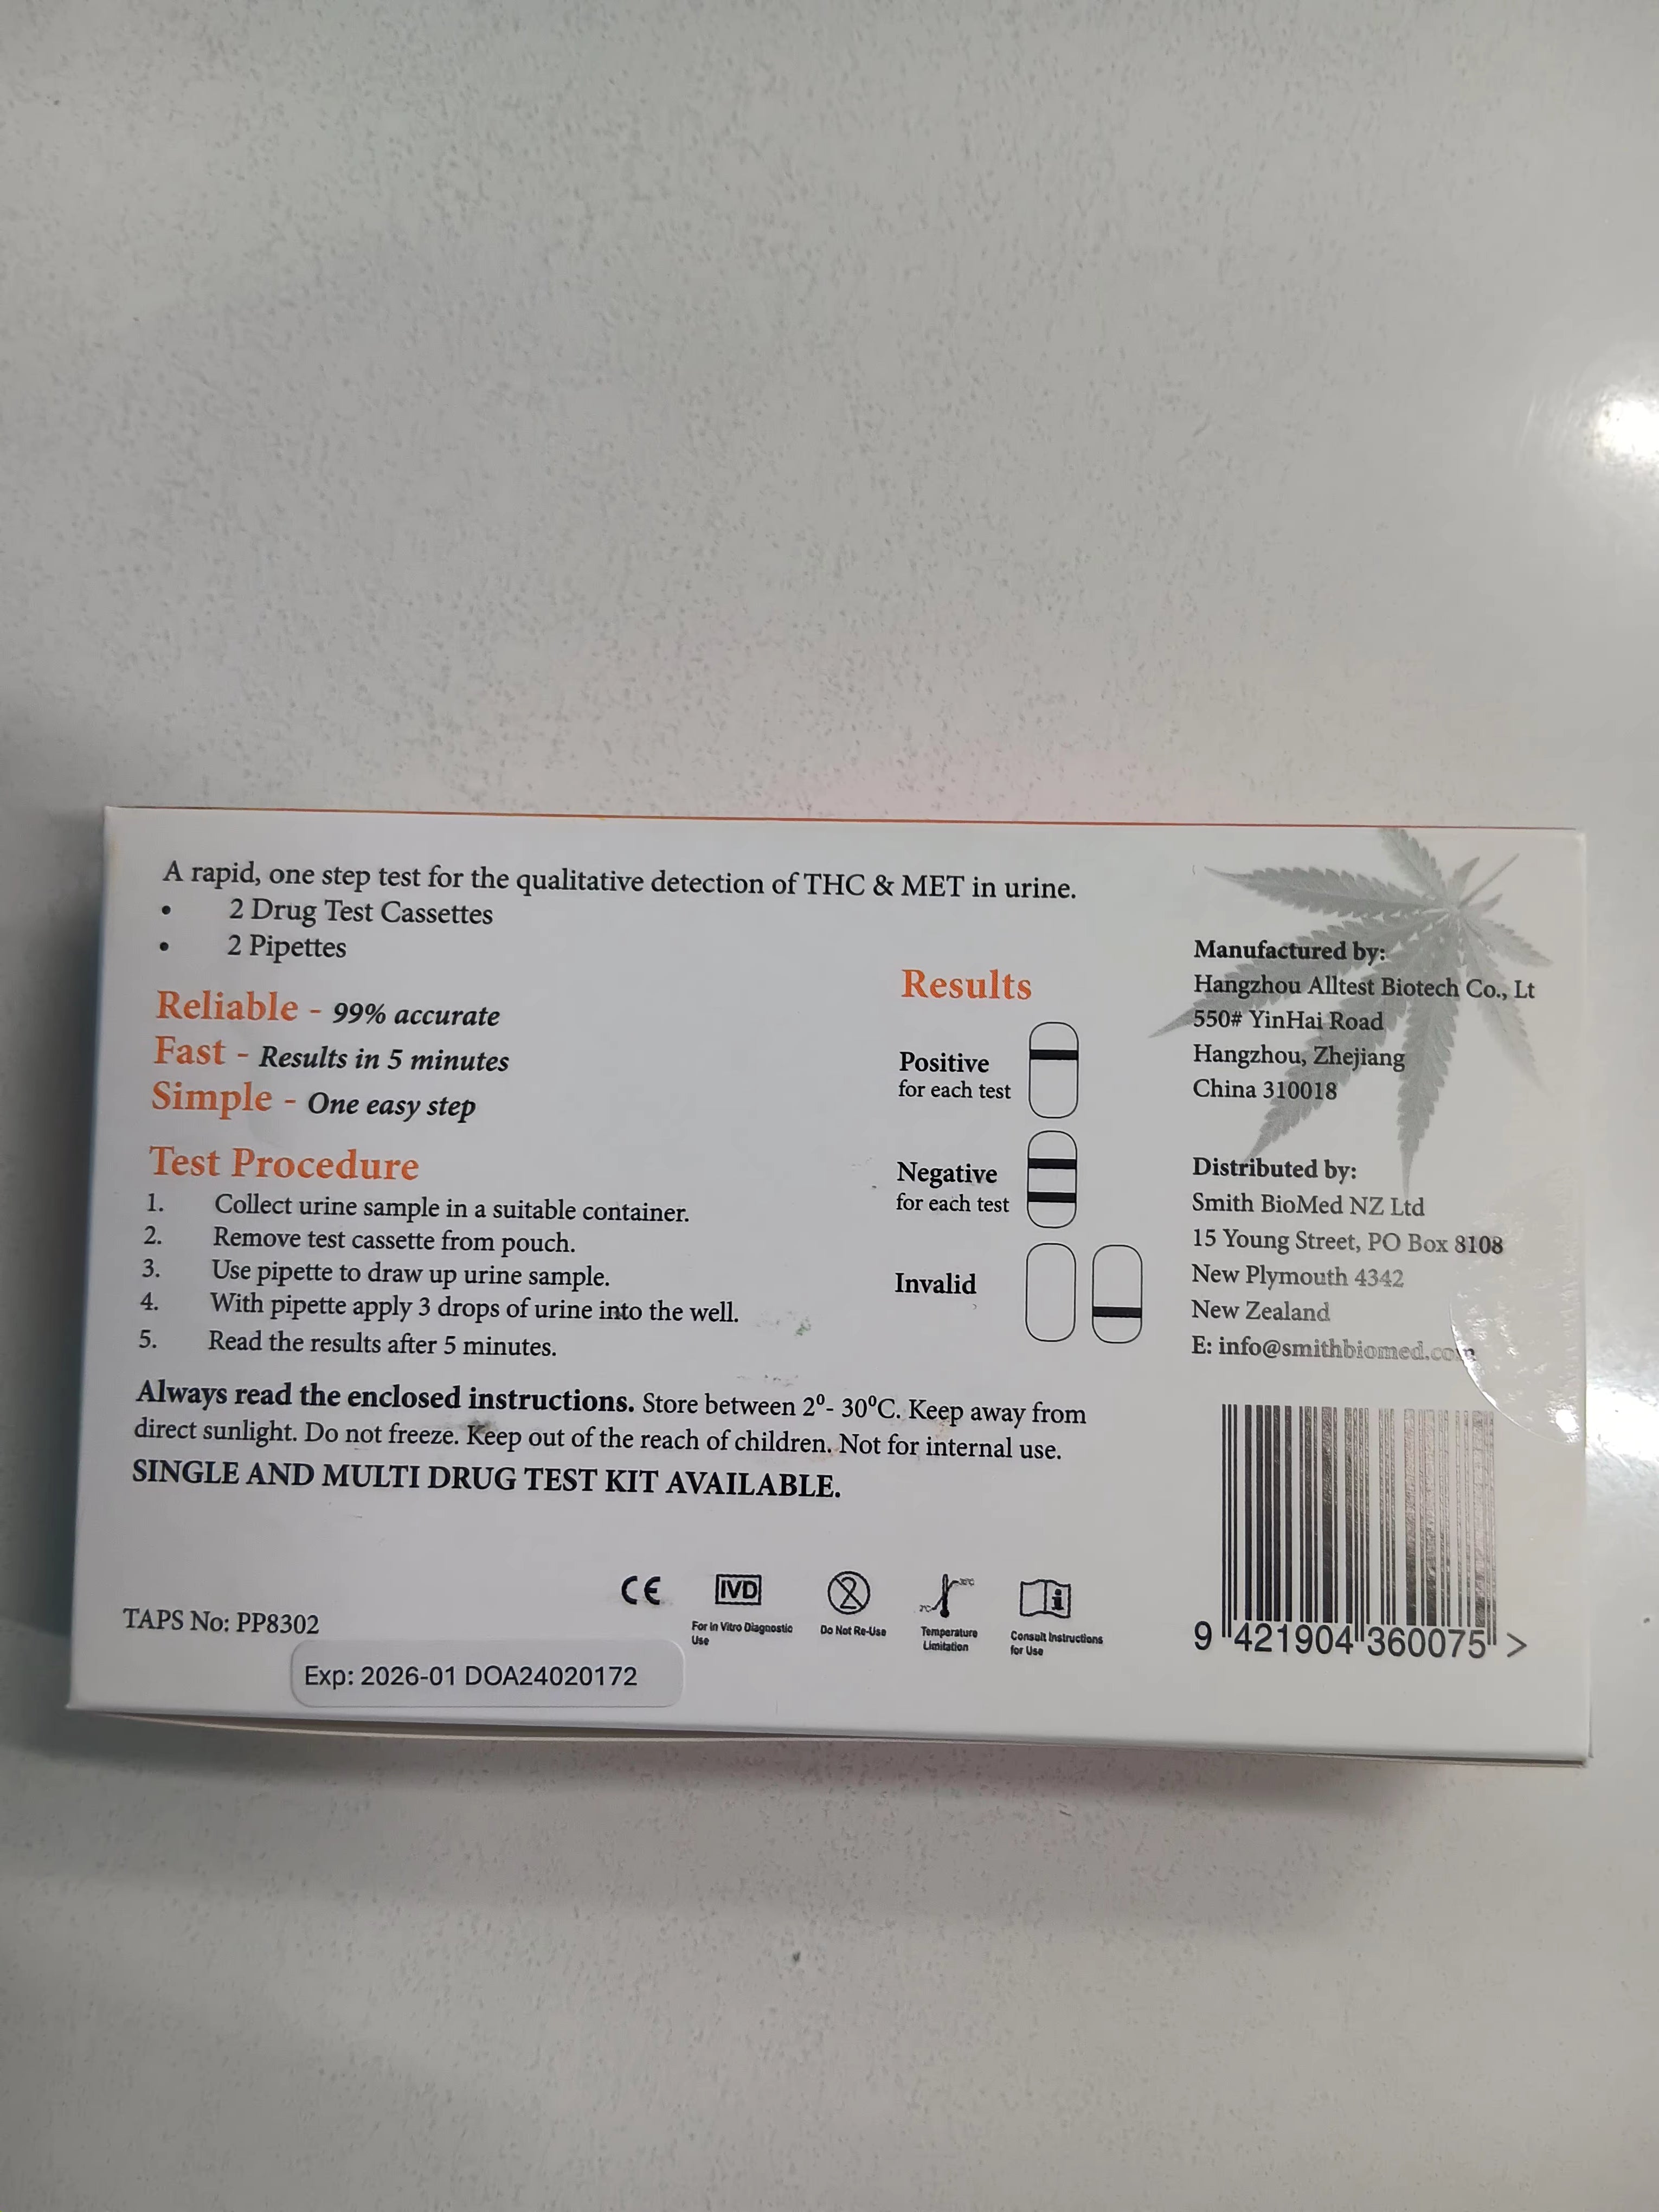 A rapid, one step test for the qualitative detection of THC & MET in urine.
• 2 Drug Test Cassettes
• 2 Pipettes
Reliable - 99% accurate
Fast - Results in 5 minutes
Simple - One easy step
Test Procedure
1. Collect urine sample in a suitable container.
2. Remove test cassette from pouch.
3. Use pipette to draw up urine sample.
4. With pipette apply 3 drops of urine into the well.
5. Read the results after 5 minutes.
Results
Positive
for each test
Negative
for each test
Invalid
Manufactured by:
Hangzhou Alltest Biotech Co., Lt
550# YinHai Road
Hangzhou, Zhejiang
China 310018
Distributed by:
Smith BioMed NZ Ltd
15 Young Street, PO Box 8108
New Plymouth 4342
New Zealand
E: info@smithbiomed.com
Always read the enclosed instructions. Store between 2⁰- 30⁰C. Keep away from
direct sunlight. Do not freeze. Keep out of the reach of children. Not for internal use.
SINGLE AND MULTI DRUG TEST KIT AVAILABLE.
TAPS No: PP8302
Exp: 2026-01 DOA24020172
CE
IVD
For In Vitro Diagnostic
Use
2
Do Not Re-Use
2°C
30°C
Temperature
Limitation
i
Consult Instructions
for Use
9 421904 360075 >